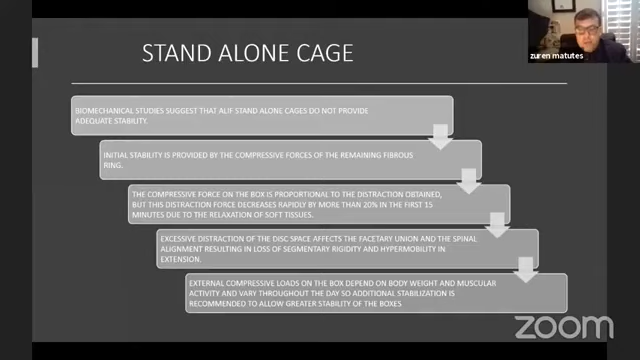 STAND ALONE CAGE
zuren matutes
BIOMECHANICAL STUDIES SUGGEST THAT ALIF STAND ALONE CAGES DO NOT PROVIDE
ADEQUATE STABILITY.
INITIAL STABILITY IS PROVIDED BY THE COMPRESSIVE FORCES OF THE REMAINING FIBROUS
RING.
THE COMPRESSIVE FORCE ON THE BOX IS PROPORTIONAL TO THE DISTRACTION OBTAINED,
BUT THIS DISTRACTION FORCE DECREASES RAPIDLY BY MORE THAN 20% IN THE FIRST 15
MINUTES DUE TO THE RELAXATION OF SOFT TISSUES.
EXCESSIVE DISTRACTION OF THE DISC SPACE AFFECTS THE FACETARY UNION AND THE SPINAL
ALIGNMENT RESULTING IN LOSS OF SEGMENTARY RIGIDITY AND HYPERMOBILITY IN
EXTENSION.
EXTERNAL COMPRESSIVE LOADS ON THE BOX DEPEND ON BODY WEIGHT AND MUSCULAR
ACTIVITY AND VARY THROUGHOUT THE DAY SO ADDITIONAL STABILIZATION IS
RECOMMENDED TO ALLOW GREATER STABILITY OF THE BOXES
zoom